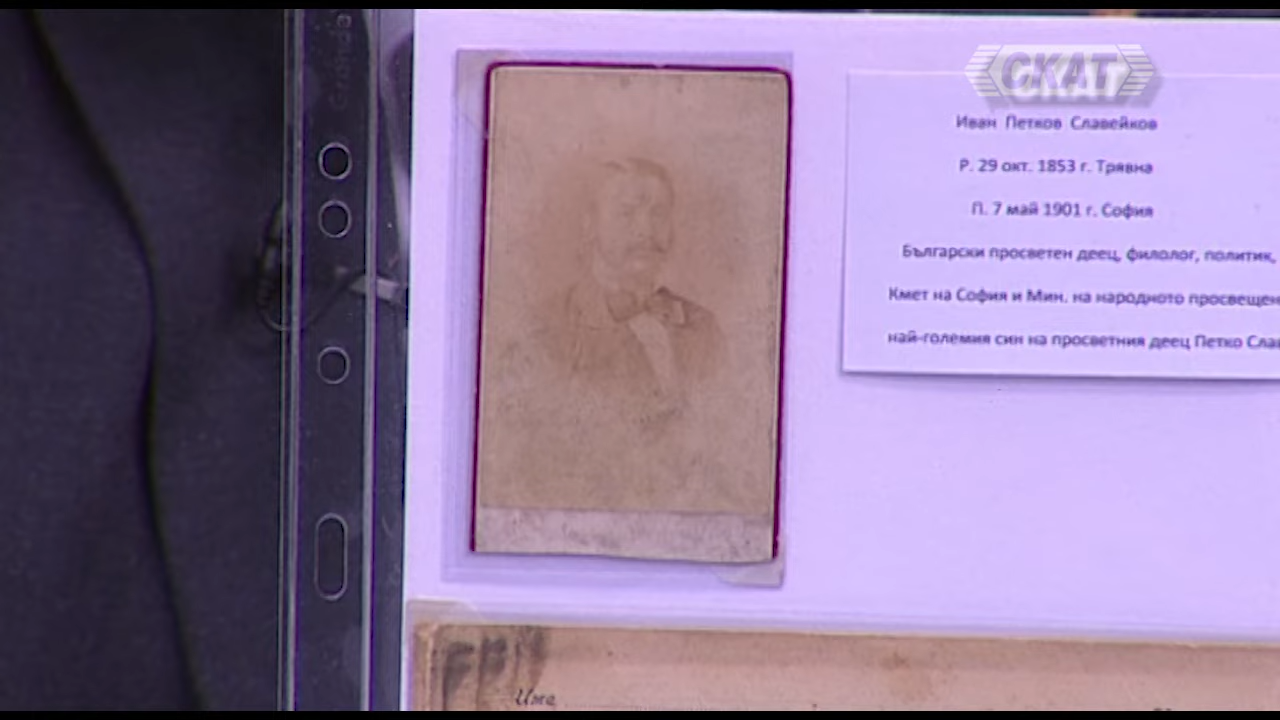 СКАТ
Иван Петков Славейков
Р. 29 окт. 1853 г. Трявна
П. 7 май 1901 г. София
Български просветен деец, филолог, политик,
Кмет на София и Мин. на народното просвещен
най-големия син на просветния деец Петко Слав
Име